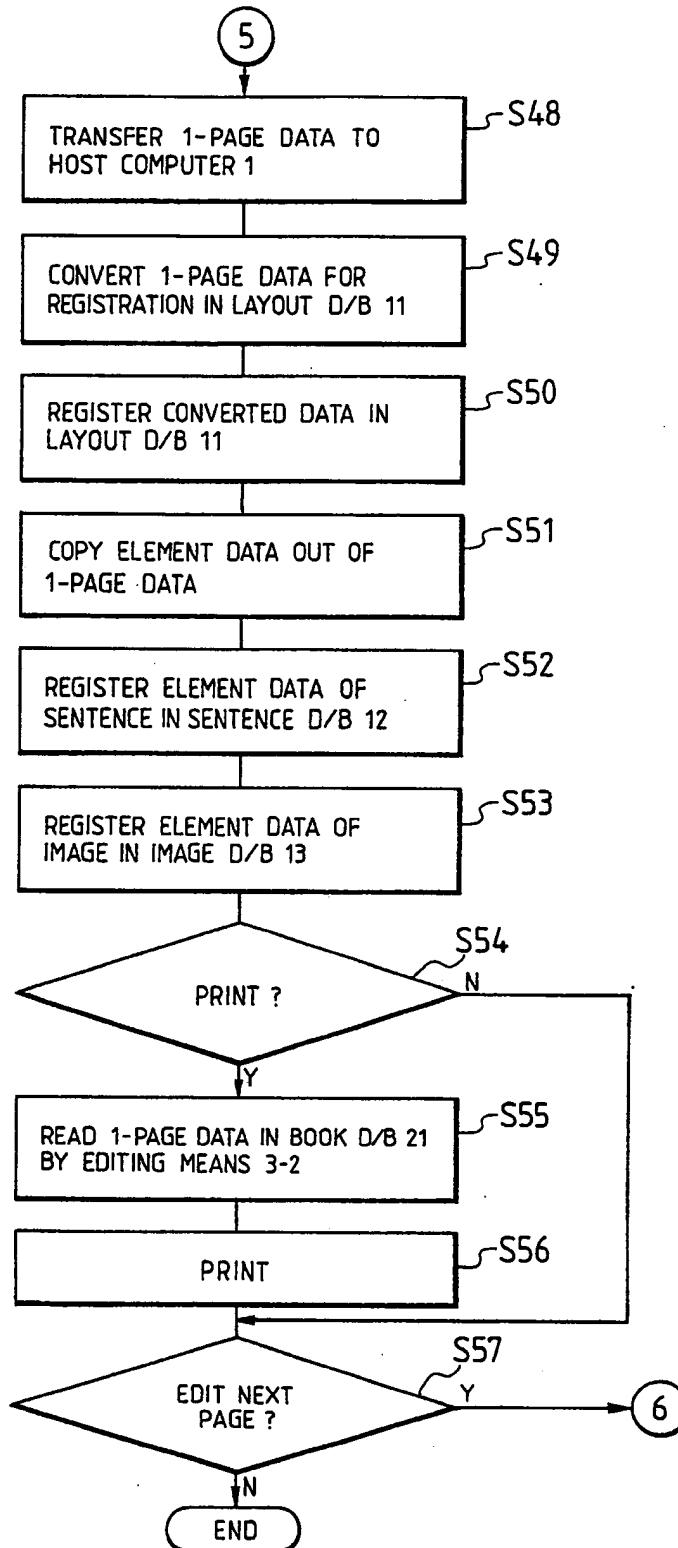 5
TRANSFER 1-PAGE DATA TO
HOST COMPUTER 1
S48
CONVERT 1-PAGE DATA FOR
REGISTRATION IN LAYOUT D/B 11
S49
REGISTER CONVERTED DATA IN
LAYOUT D/B 11
S50
COPY ELEMENT DATA OUT OF
1-PAGE DATA
S51
REGISTER ELEMENT DATA OF
SENTENCE IN SENTENCE D/B 12
S52
REGISTER ELEMENT DATA OF
IMAGE IN IMAGE D/B 13
S53
S54
PRINT ?
N
Y
READ 1-PAGE DATA IN BOOK D/B 21
BY EDITING MEANS 3-2
S55
PRINT
S56
S57
EDIT NEXT
PAGE ?
Y
6
N
END